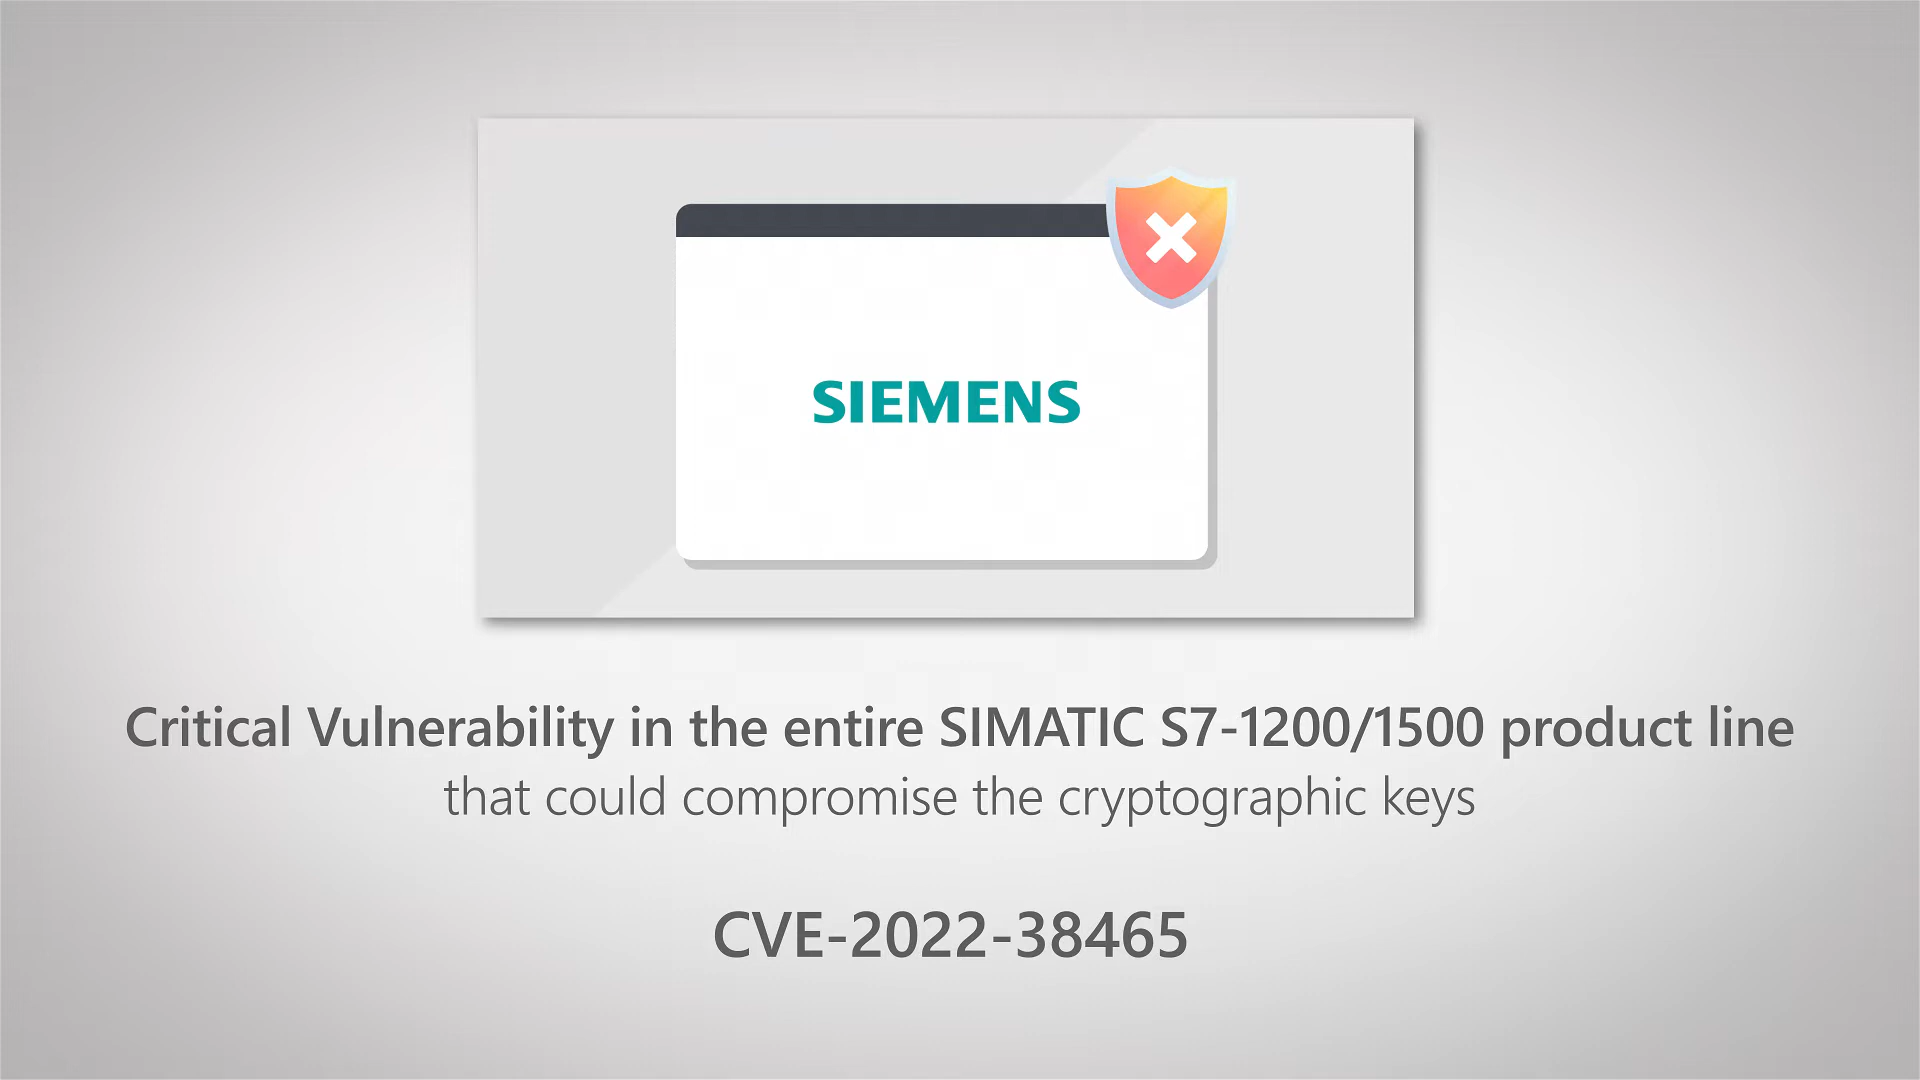 SIEMENS
Critical Vulnerability in the entire SIMATIC S7-1200/1500 product line
that could compromise the cryptographic keys
CVE-2022-38465